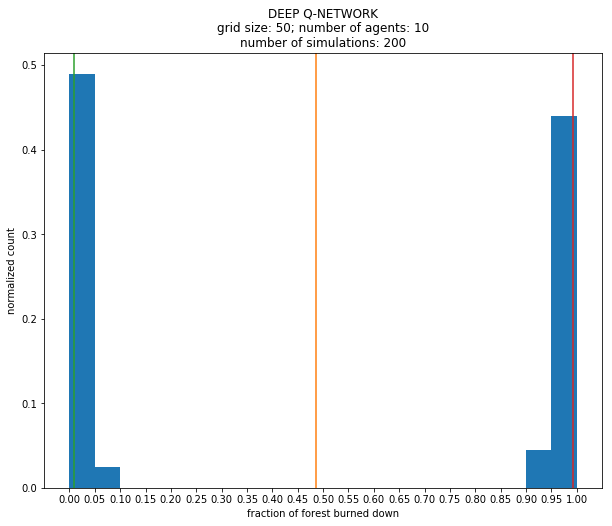 DEEP Q-NETWORK
grid size: 50; number of agents: 10
number of simulations: 200
normalized count
0.5
0.4
0.3
0.2
0.1
0.0
0.00 0.05 0.10 0.15 0.20 0.25 0.30 0.35 0.40 0.45 0.50 0.55 0.60 0.65 0.70 0.75 0.80 0.85 0.90 0.95 1.00
fraction of forest burned down